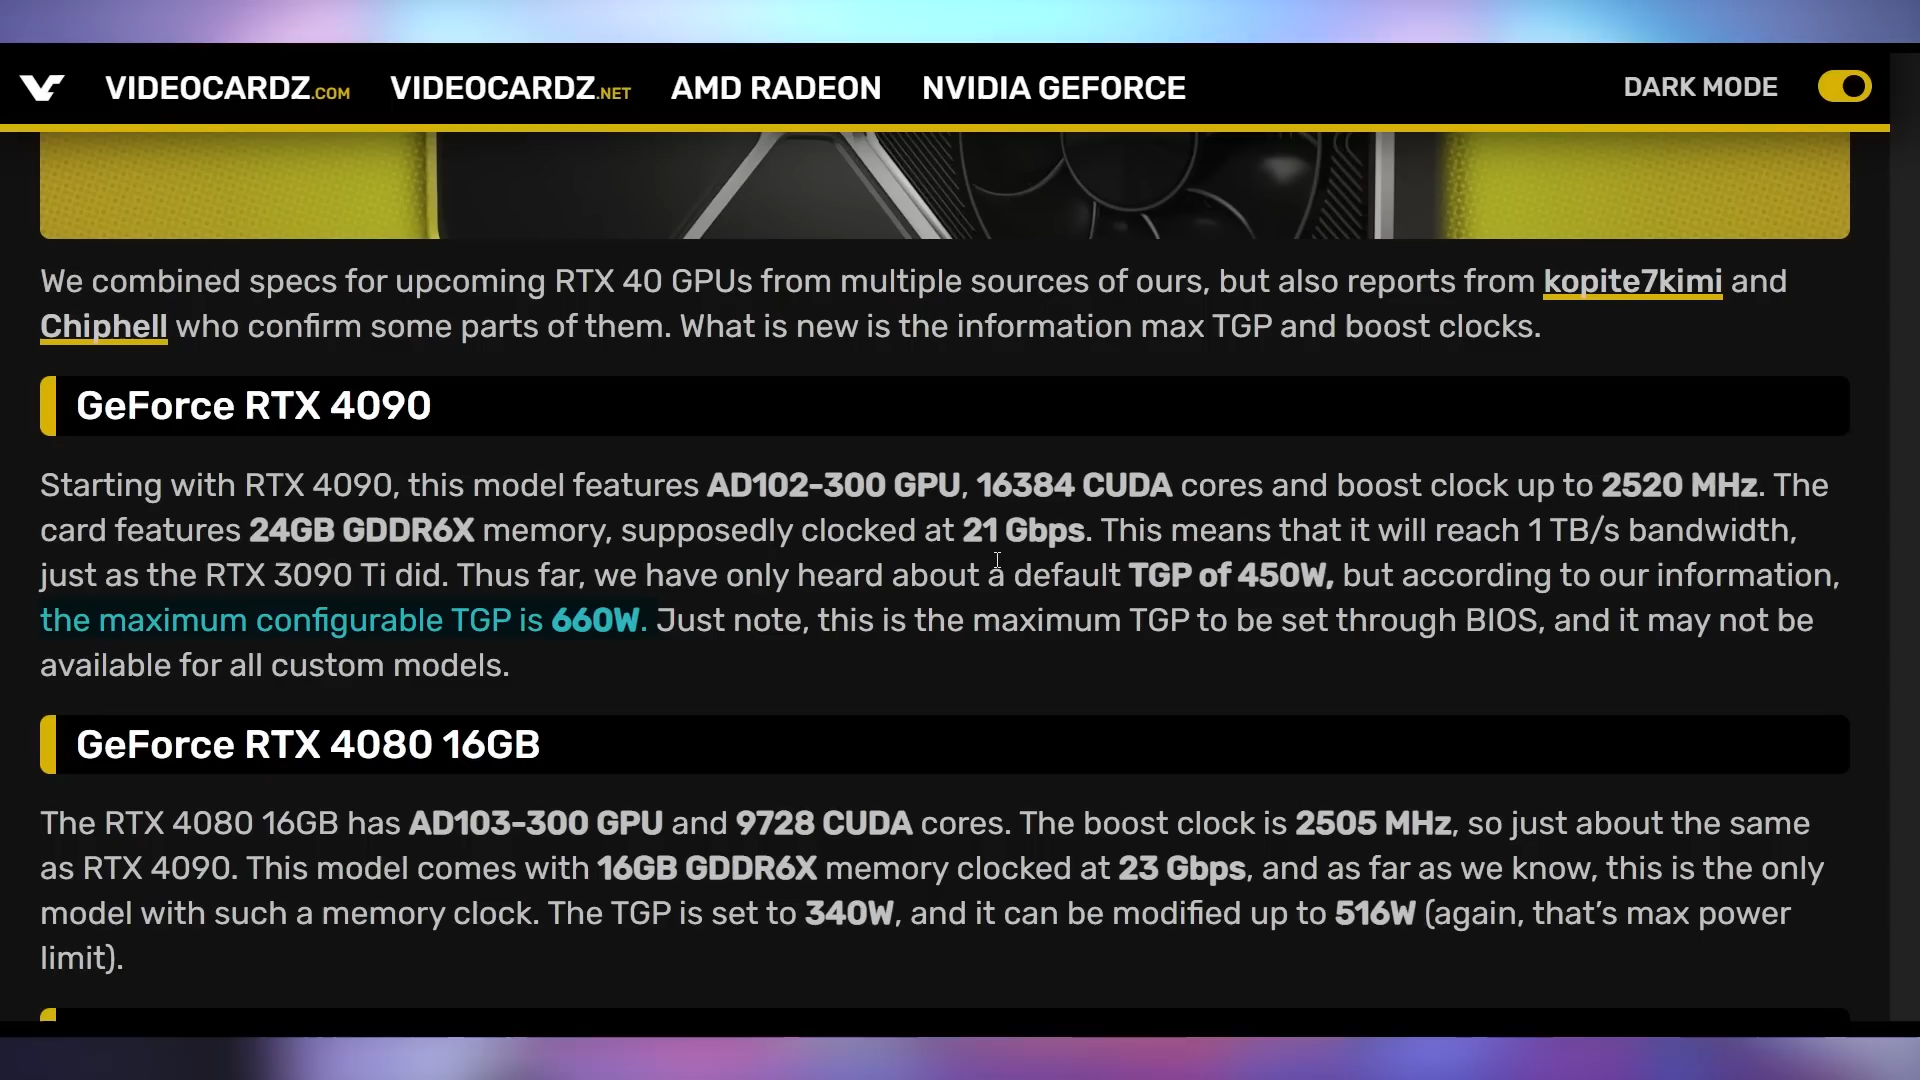 VIDEOCARDZ.COM VIDEOCARDZ.NET AMD RADEON NVIDIA GEFORCE DARK MODE
We combined specs for upcoming RTX 40 GPUs from multiple sources of ours, but also reports from kopite7kimi and
Chiphell who confirm some parts of them. What is new is the information max TGP and boost clocks.
GeForce RTX 4090
Starting with RTX 4090, this model features AD102-300 GPU, 16384 CUDA cores and boost clock up to 2520 MHz. The
card features 24GB GDDR6X memory, supposedly clocked at 21 Gbps. This means that it will reach 1 TB/s bandwidth,
just as the RTX 3090 Ti did. Thus far, we have only heard about a default TGP of 450W, but according to our information,
the maximum configurable TGP is 660W. Just note, this is the maximum TGP to be set through BIOS, and it may not be
available for all custom models.
GeForce RTX 4080 16GB
The RTX 4080 16GB has AD103-300 GPU and 9728 CUDA cores. The boost clock is 2505 MHz, so just about the same
as RTX 4090. This model comes with 16GB GDDR6X memory clocked at 23 Gbps, and as far as we know, this is the only
model with such a memory clock. The TGP is set to 340W, and it can be modified up to 516W (again, that's max power
limit).